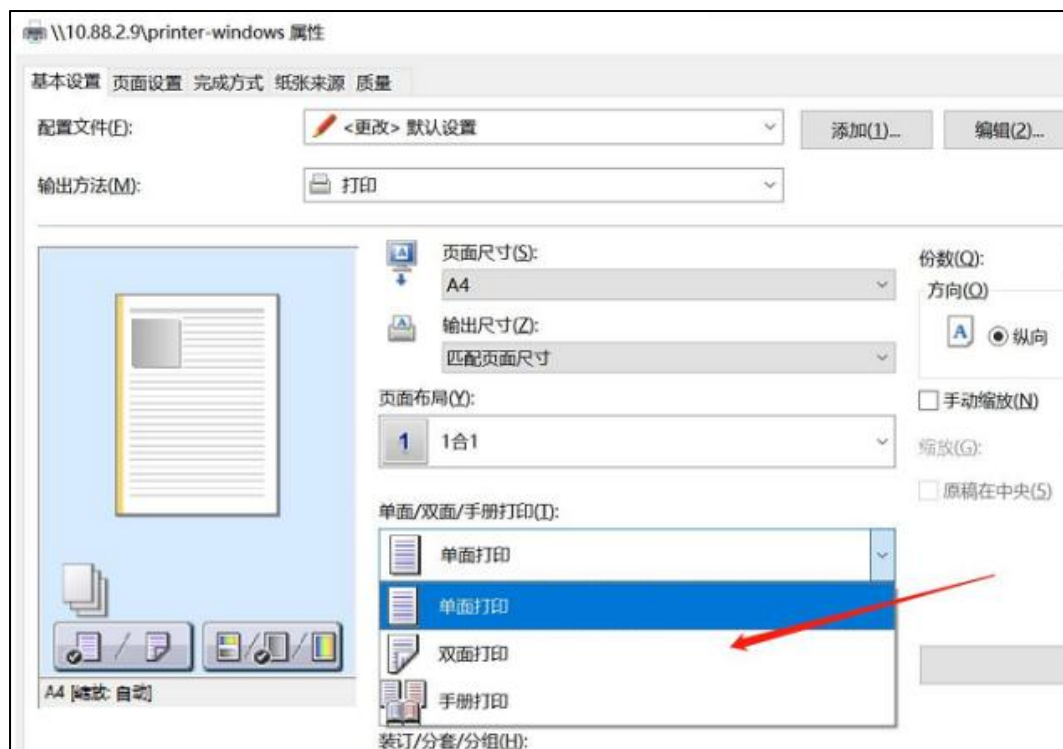 \\10.88.2.9\printer-windows 属性
基本设置 页面设置 完成方式 纸张来源 质量
配置文件(F):
<更改> 默认设置
添加(1)...
编辑(2)...
输出方法(M):
打印
页面尺寸(S):
A4
输出尺寸(Z):
匹配页面尺寸
页面布局(Y):
1
1合1
单面/双面/手册打印(I):
单面打印
单面打印
双面打印
手册打印
装订/分套/分组(H):
份数(Q):
方向(O)
A
纵向
手动缩放(N)
缩放(G):
原稿在中央(5)
A4 [缩放: 自动]